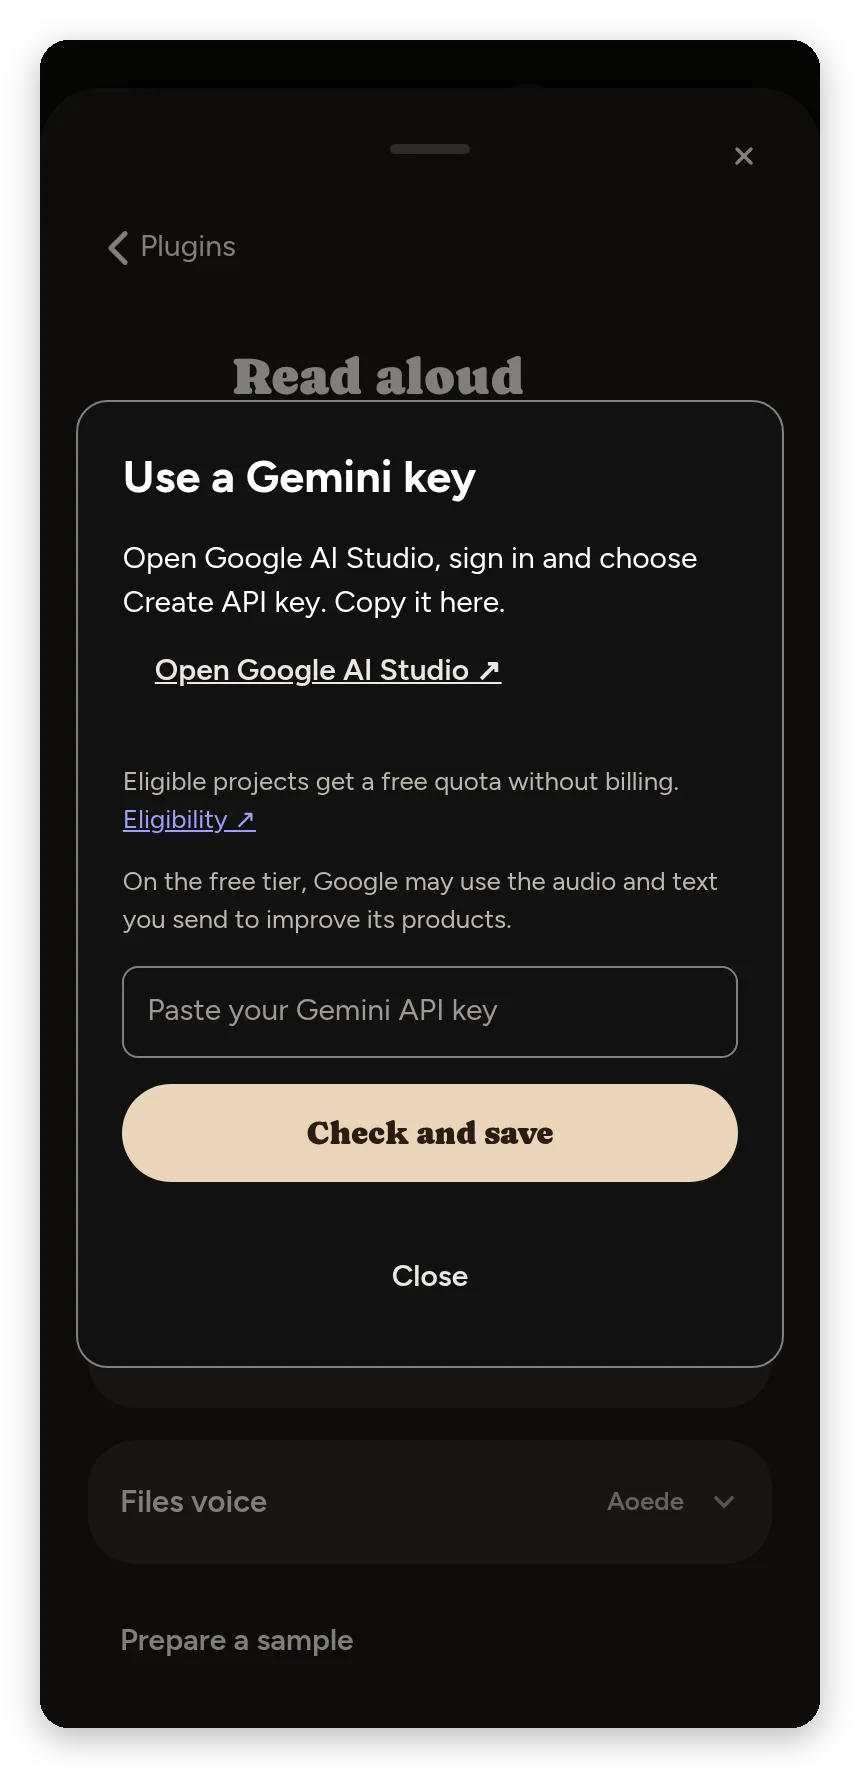 Plugins
Read aloud
Use a Gemini key
Open Google AI Studio, sign in and choose
Create API key. Copy it here.
Open Google AI Studio ↗
Eligible projects get a free quota without billing.
Eligibility ↗
On the free tier, Google may use the audio and text
you send to improve its products.
Paste your Gemini API key
Check and save
Close
Files voice Aoede
Prepare a sample